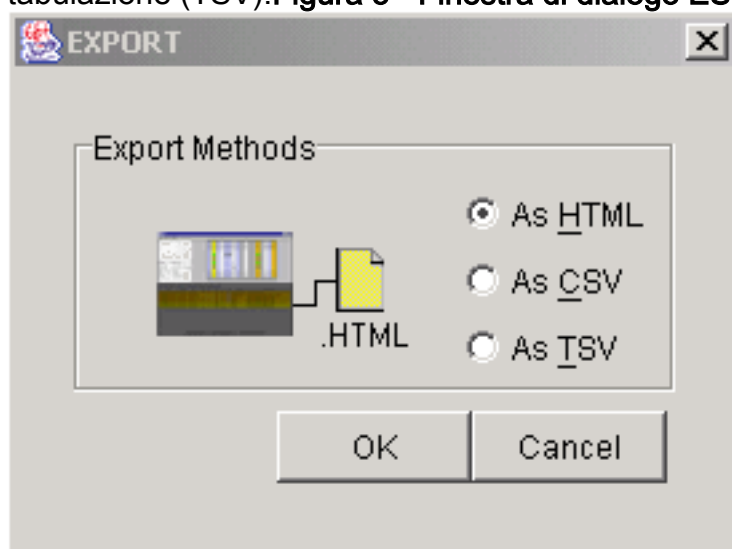 tabulazione (TSV).Figura 6 - Finestra di dialogo ES
EXPORT
Export Methods
As HTML
As CSV
As TSV
.HTML
OK
Cancel